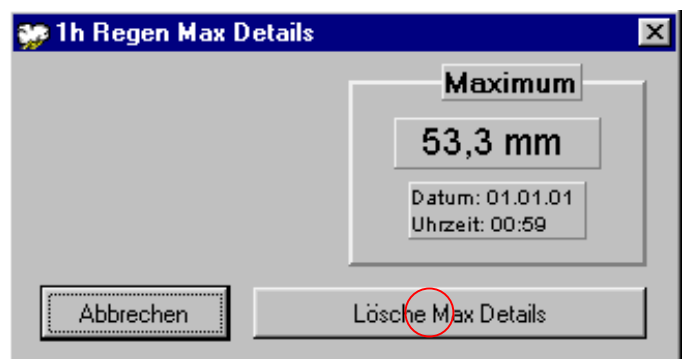 1h Regen Max Details
Maximum
53,3 mm
Datum: 01.01.01
Uhrzeit: 00:59
Abbrechen
Lösche Max Details